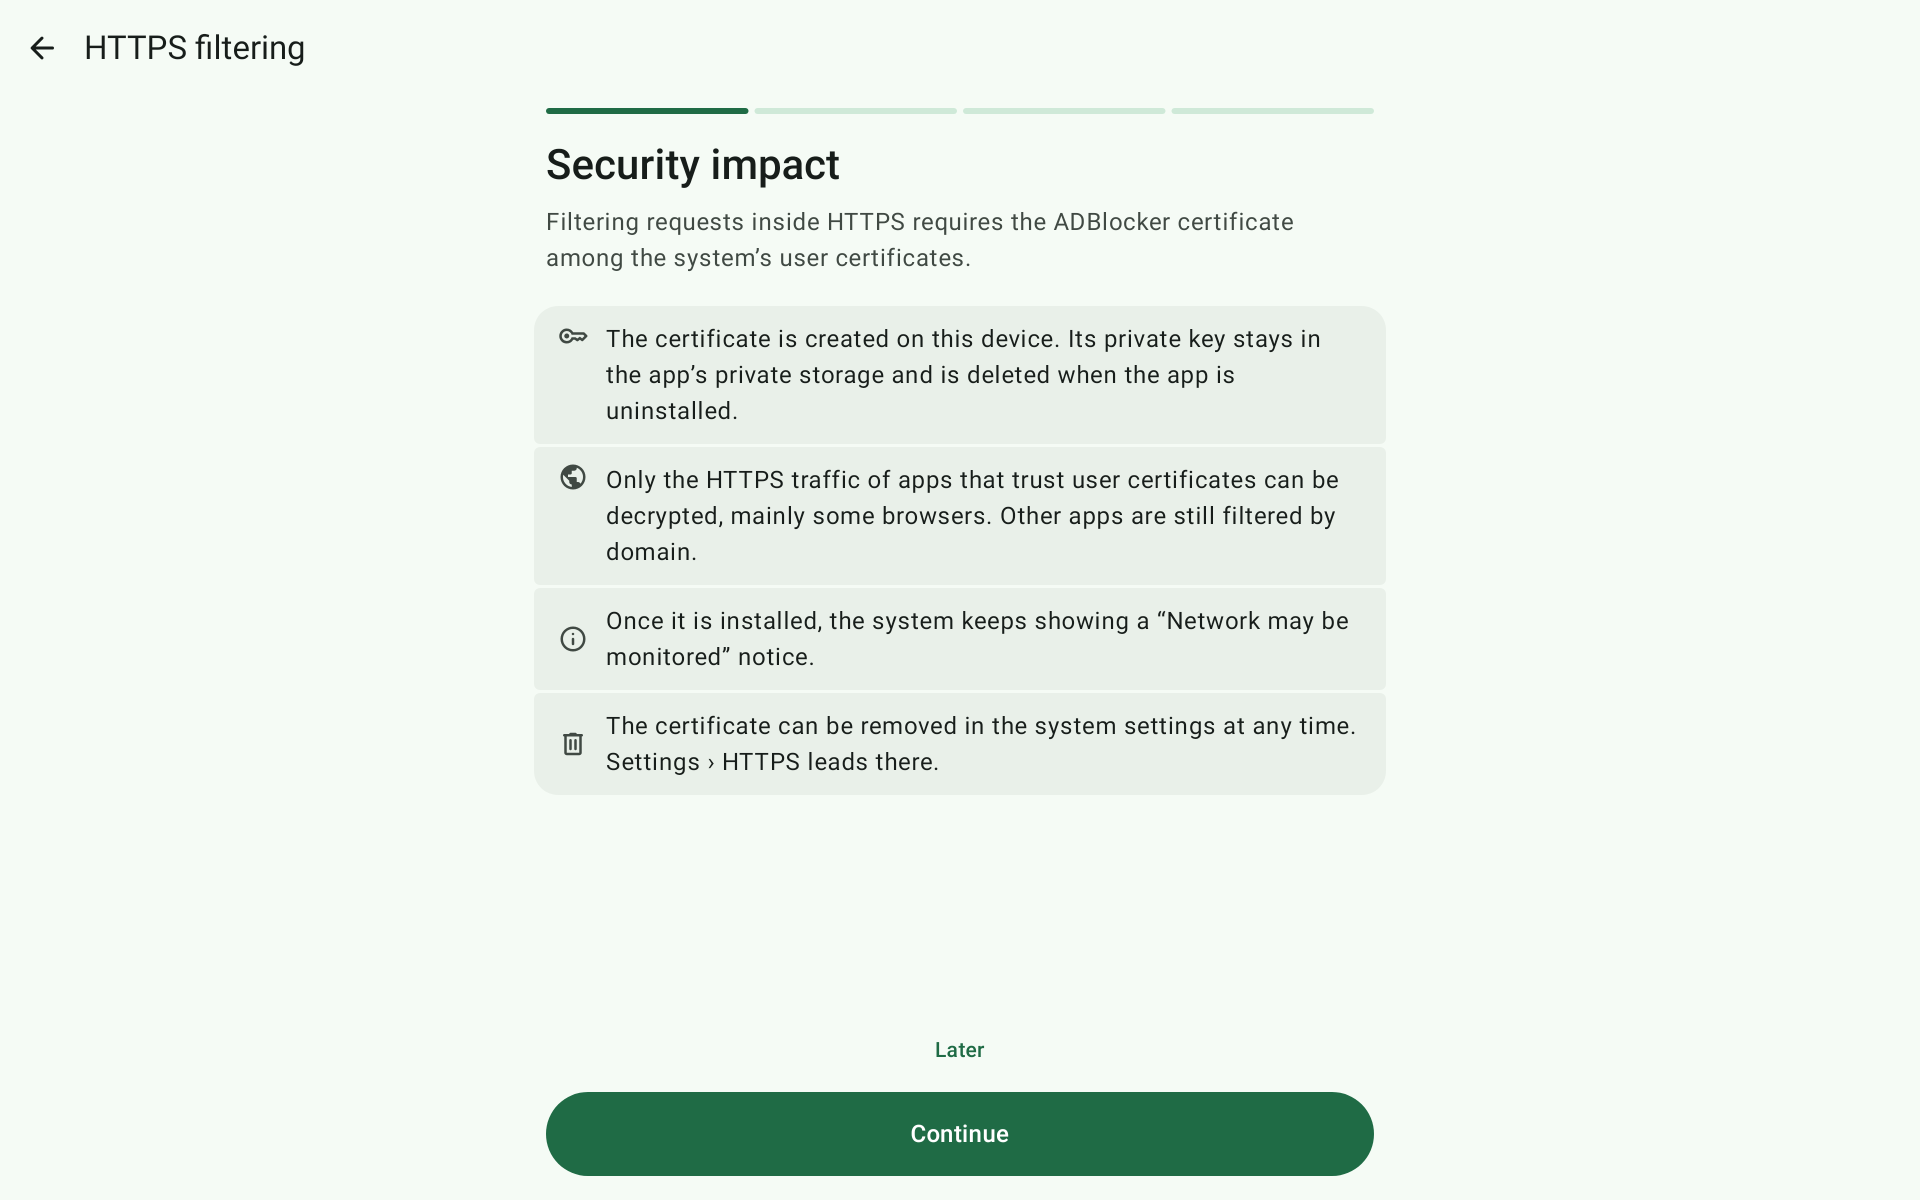 HTTPS filtering
Security impact
Filtering requests inside HTTPS requires the ADBlocker certificate
among the system’s user certificates.
The certificate is created on this device. Its private key stays in
the app’s private storage and is deleted when the app is
uninstalled.
Only the HTTPS traffic of apps that trust user certificates can be
decrypted, mainly some browsers. Other apps are still filtered by
domain.
Once it is installed, the system keeps showing a “Network may be
monitored” notice.
The certificate can be removed in the system settings at any time.
Settings › HTTPS leads there.
Later
Continue